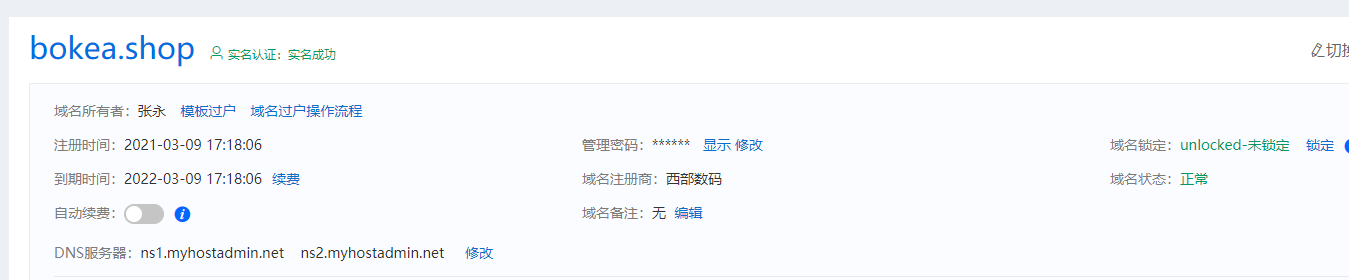 bokea.shop 实名认证：实名成功 切换
域名所有者：张永 模板过户 域名过户操作流程
注册时间：2021-03-09 17:18:06 管理密码：****** 显示 修改 域名锁定：unlocked-未锁定 锁定
到期时间：2022-03-09 17:18:06 续费 域名注册商：西部数码 域名状态：正常
自动续费： 域名备注：无 编辑
DNS服务器：ns1.myhostadmin.net ns2.myhostadmin.net 修改